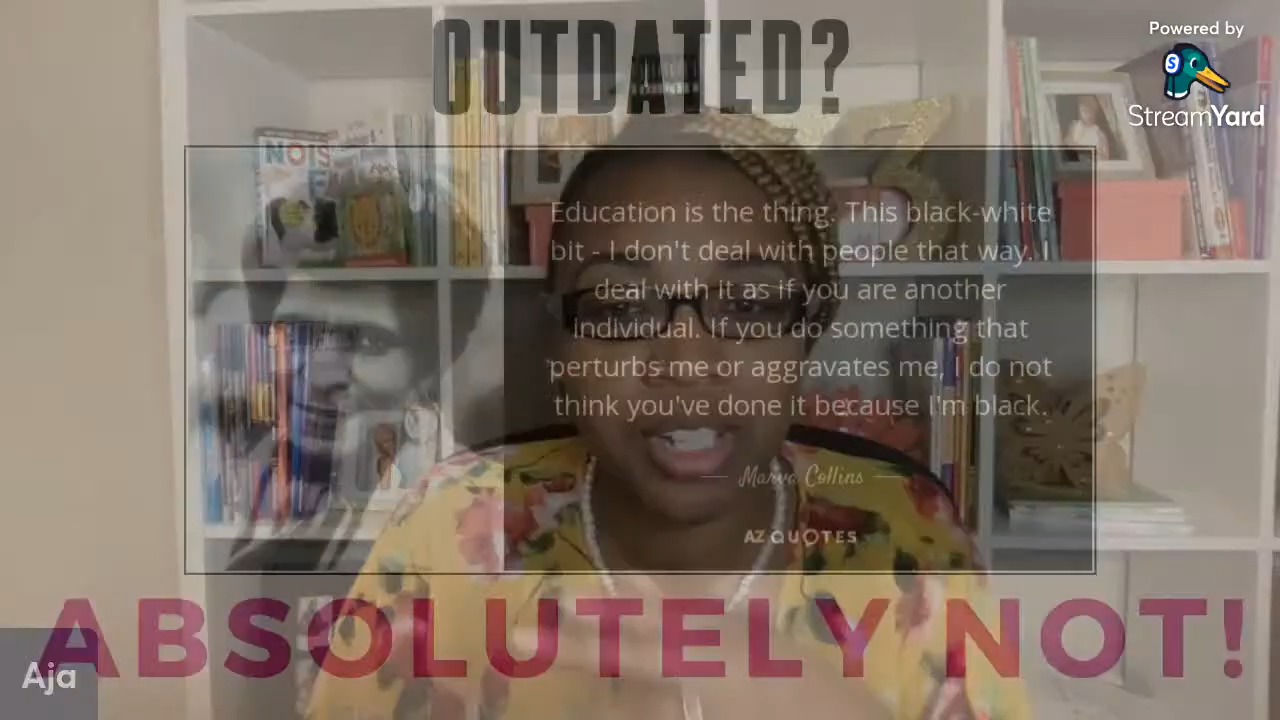 OUTDATED?
Powered by
StreamYard
Education is the thing. This black-white
bit - I don't deal with people that way. I
deal with it as if you are another
individual. If you do something that
perturbs me or aggravates me, I do not
think you've done it because I'm black.
Marva Collins
AZ QUOTES
ABSOLUTELY NOT!
Aja